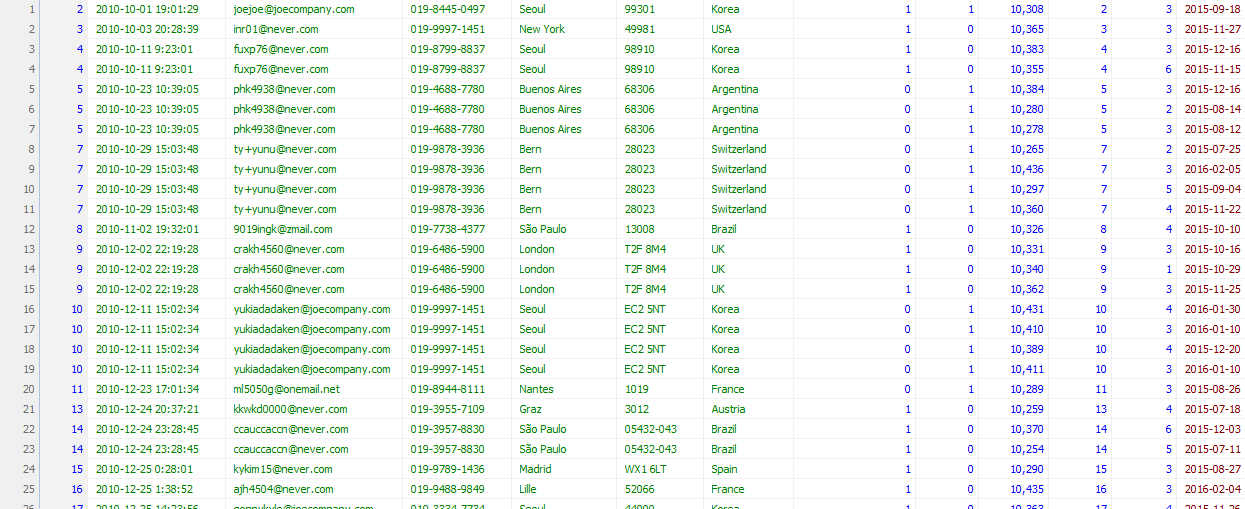 1 2 2010-10-01 19:01:29 joejoe@joecompany.com 019-8445-0497 Seoul 99301 Korea 1 1 10,308 2 3 2015-09-18
2 3 2010-10-03 20:28:39 inr01@never.com 019-9997-1451 New York 49981 USA 1 0 10,365 3 3 2015-11-27
3 4 2010-10-11 9:23:01 fuxp76@never.com 019-8799-8837 Seoul 98910 Korea 1 0 10,383 4 3 2015-12-16
4 4 2010-10-11 9:23:01 fuxp76@never.com 019-8799-8837 Seoul 98910 Korea 1 0 10,355 4 6 2015-11-15
5 5 2010-10-23 10:39:05 phk4938@never.com 019-4688-7780 Buenos Aires 68306 Argentina 0 1 10,384 5 3 2015-12-16
6 5 2010-10-23 10:39:05 phk4938@never.com 019-4688-7780 Buenos Aires 68306 Argentina 0 1 10,280 5 2 2015-08-14
7 5 2010-10-23 10:39:05 phk4938@never.com 019-4688-7780 Buenos Aires 68306 Argentina 0 1 10,278 5 3 2015-08-12
8 7 2010-10-29 15:03:48 ty+yunu@never.com 019-9878-3936 Bern 28023 Switzerland 0 1 10,265 7 2 2015-07-25
9 7 2010-10-29 15:03:48 ty+yunu@never.com 019-9878-3936 Bern 28023 Switzerland 0 1 10,436 7 3 2016-02-05
10 7 2010-10-29 15:03:48 ty+yunu@never.com 019-9878-3936 Bern 28023 Switzerland 0 1 10,297 7 5 2015-09-04
11 7 2010-10-29 15:03:48 ty+yunu@never.com 019-9878-3936 Bern 28023 Switzerland 0 1 10,360 7 4 2015-11-22
12 8 2010-11-02 19:32:01 9019ingk@zmail.com 019-7738-4377 São Paulo 13008 Brazil 1 0 10,326 8 4 2015-10-10
13 9 2010-12-02 22:19:28 crakh4560@never.com 019-6486-5900 London T2F 8M4 UK 1 0 10,331 9 3 2015-10-16
14 9 2010-12-02 22:19:28 crakh4560@never.com 019-6486-5900 London T2F 8M4 UK 1 0 10,340 9 1 2015-10-29
15 9 2010-12-02 22:19:28 crakh4560@never.com 019-6486-5900 London T2F 8M4 UK 1 0 10,362 9 3 2015-11-25
16 10 2010-12-11 15:02:34 yukiadadaken@joecompany.com 019-9997-1451 Seoul EC2 5NT Korea 0 1 10,431 10 4 2016-01-30
17 10 2010-12-11 15:02:34 yukiadadaken@joecompany.com 019-9997-1451 Seoul EC2 5NT Korea 0 1 10,410 10 3 2016-01-10
18 10 2010-12-11 15:02:34 yukiadadaken@joecompany.com 019-9997-1451 Seoul EC2 5NT Korea 0 1 10,389 10 4 2015-12-20
19 10 2010-12-11 15:02:34 yukiadadaken@joecompany.com 019-9997-1451 Seoul EC2 5NT Korea 0 1 10,411 10 3 2016-01-10
20 11 2010-12-23 17:01:34 ml5050g@onemail.net 019-8944-8111 Nantes 1019 France 0 1 10,289 11 3 2015-08-26
21 13 2010-12-24 20:37:21 kkwkd0000@never.com 019-3955-7109 Graz 3012 Austria 1 0 10,259 13 4 2015-07-18
22 14 2010-12-24 23:28:45 ccauccaccn@never.com 019-3957-8830 São Paulo 05432-043 Brazil 1 0 10,370 14 6 2015-12-03
23 14 2010-12-24 23:28:45 ccauccaccn@never.com 019-3957-8830 São Paulo 05432-043 Brazil 1 0 10,254 14 5 2015-07-11
24 15 2010-12-25 0:28:01 kykim15@never.com 019-9789-1436 Madrid WX1 6LT Spain 1 0 10,290 15 3 2015-08-27
25 16 2010-12-25 1:38:52 ajh4504@never.com 019-9488-9849 Lille 52066 France 1 0 10,435 16 3 2016-02-04